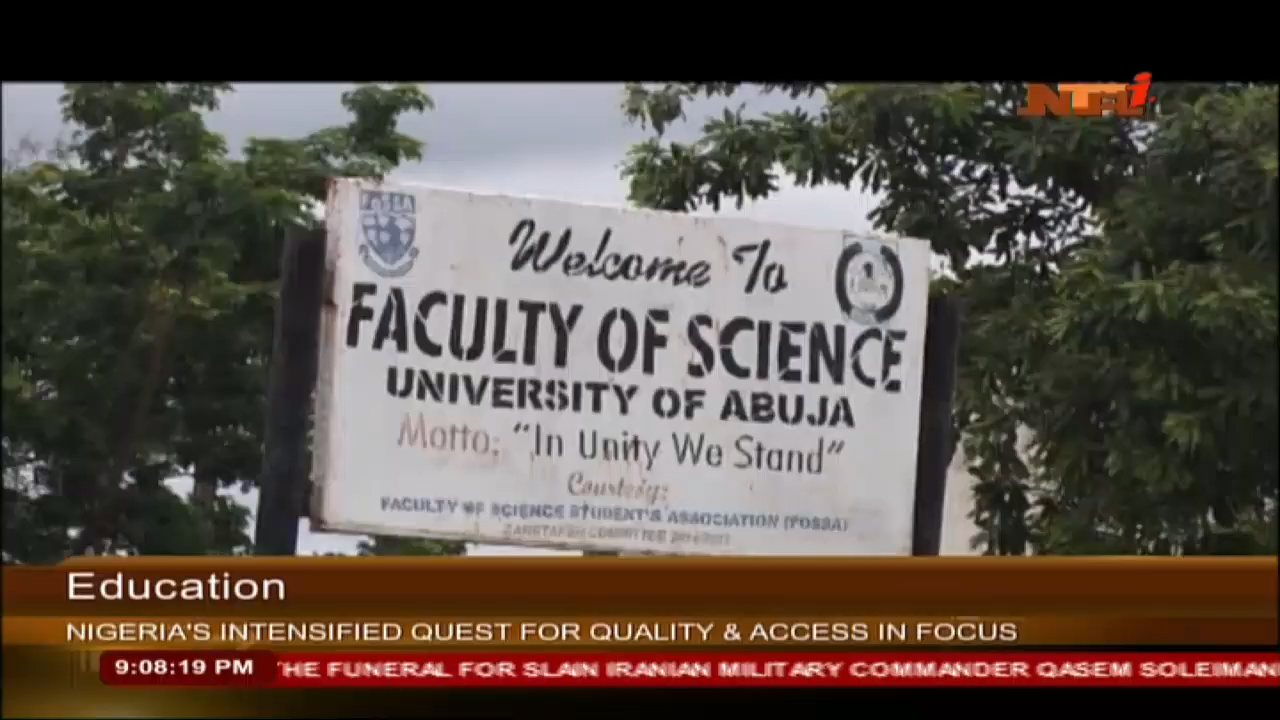 NTAi
FOSSA
Welcome To
FACULTY OF SCIENCE
UNIVERSITY OF ABUJA
Motto: "In Unity We Stand"
Courtesy:
FACULTY OF SCIENCE STUDENT'S ASSOCIATION (FOSSA)
Education
NIGERIA'S INTENSIFIED QUEST FOR QUALITY & ACCESS IN FOCUS
9:08:19 PM HE FUNERAL FOR SLAIN IRANIAN MILITARY COMMANDER QASEM SOLEIMAN